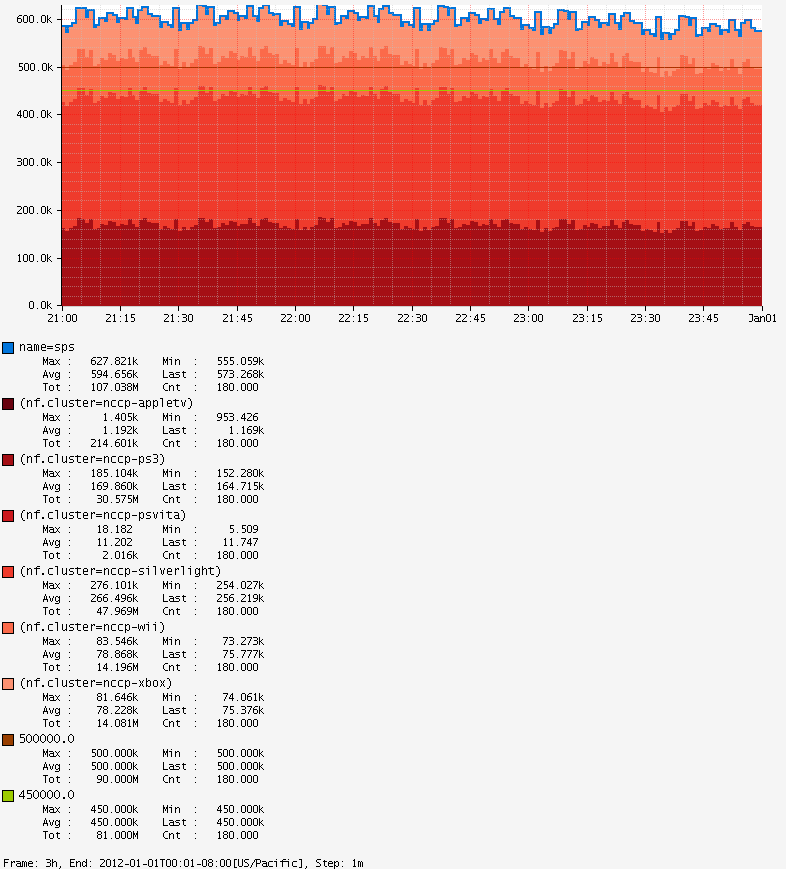 600.0k
500.0k
400.0k
300.0k
200.0k
100.0k
0.0k
21:00 21:15 21:30 21:45 22:00 22:15 22:30 22:45 23:00 23:15 23:30 23:45 Jan01
name=sps
Max : 627.821k Min : 555.059k
Avg : 594.656k Last : 573.268k
Tot : 107.038M Cnt : 180.000
(nf.cluster=nccp-appletv)
Max : 1.405k Min : 953.426
Avg : 1.192k Last : 1.169k
Tot : 214.601k Cnt : 180.000
(nf.cluster=nccp-ps3)
Max : 185.104k Min : 152.280k
Avg : 169.860k Last : 164.715k
Tot : 30.575M Cnt : 180.000
(nf.cluster=nccp-psvita)
Max : 18.182 Min : 5.509
Avg : 11.202 Last : 11.747
Tot : 2.016k Cnt : 180.000
(nf.cluster=nccp-silverlight)
Max : 276.101k Min : 254.027k
Avg : 266.496k Last : 256.219k
Tot : 47.969M Cnt : 180.000
(nf.cluster=nccp-wii)
Max : 83.546k Min : 73.273k
Avg : 78.868k Last : 75.777k
Tot : 14.196M Cnt : 180.000
(nf.cluster=nccp-xbox)
Max : 81.646k Min : 74.061k
Avg : 78.228k Last : 75.376k
Tot : 14.081M Cnt : 180.000
500000.0
Max : 500.000k Min : 500.000k
Avg : 500.000k Last : 500.000k
Tot : 90.000M Cnt : 180.000
450000.0
Max : 450.000k Min : 450.000k
Avg : 450.000k Last : 450.000k
Tot : 81.000M Cnt : 180.000
Frame: 3h, End: 2012-01-01T00:01-08:00[US/Pacific], Step: 1m